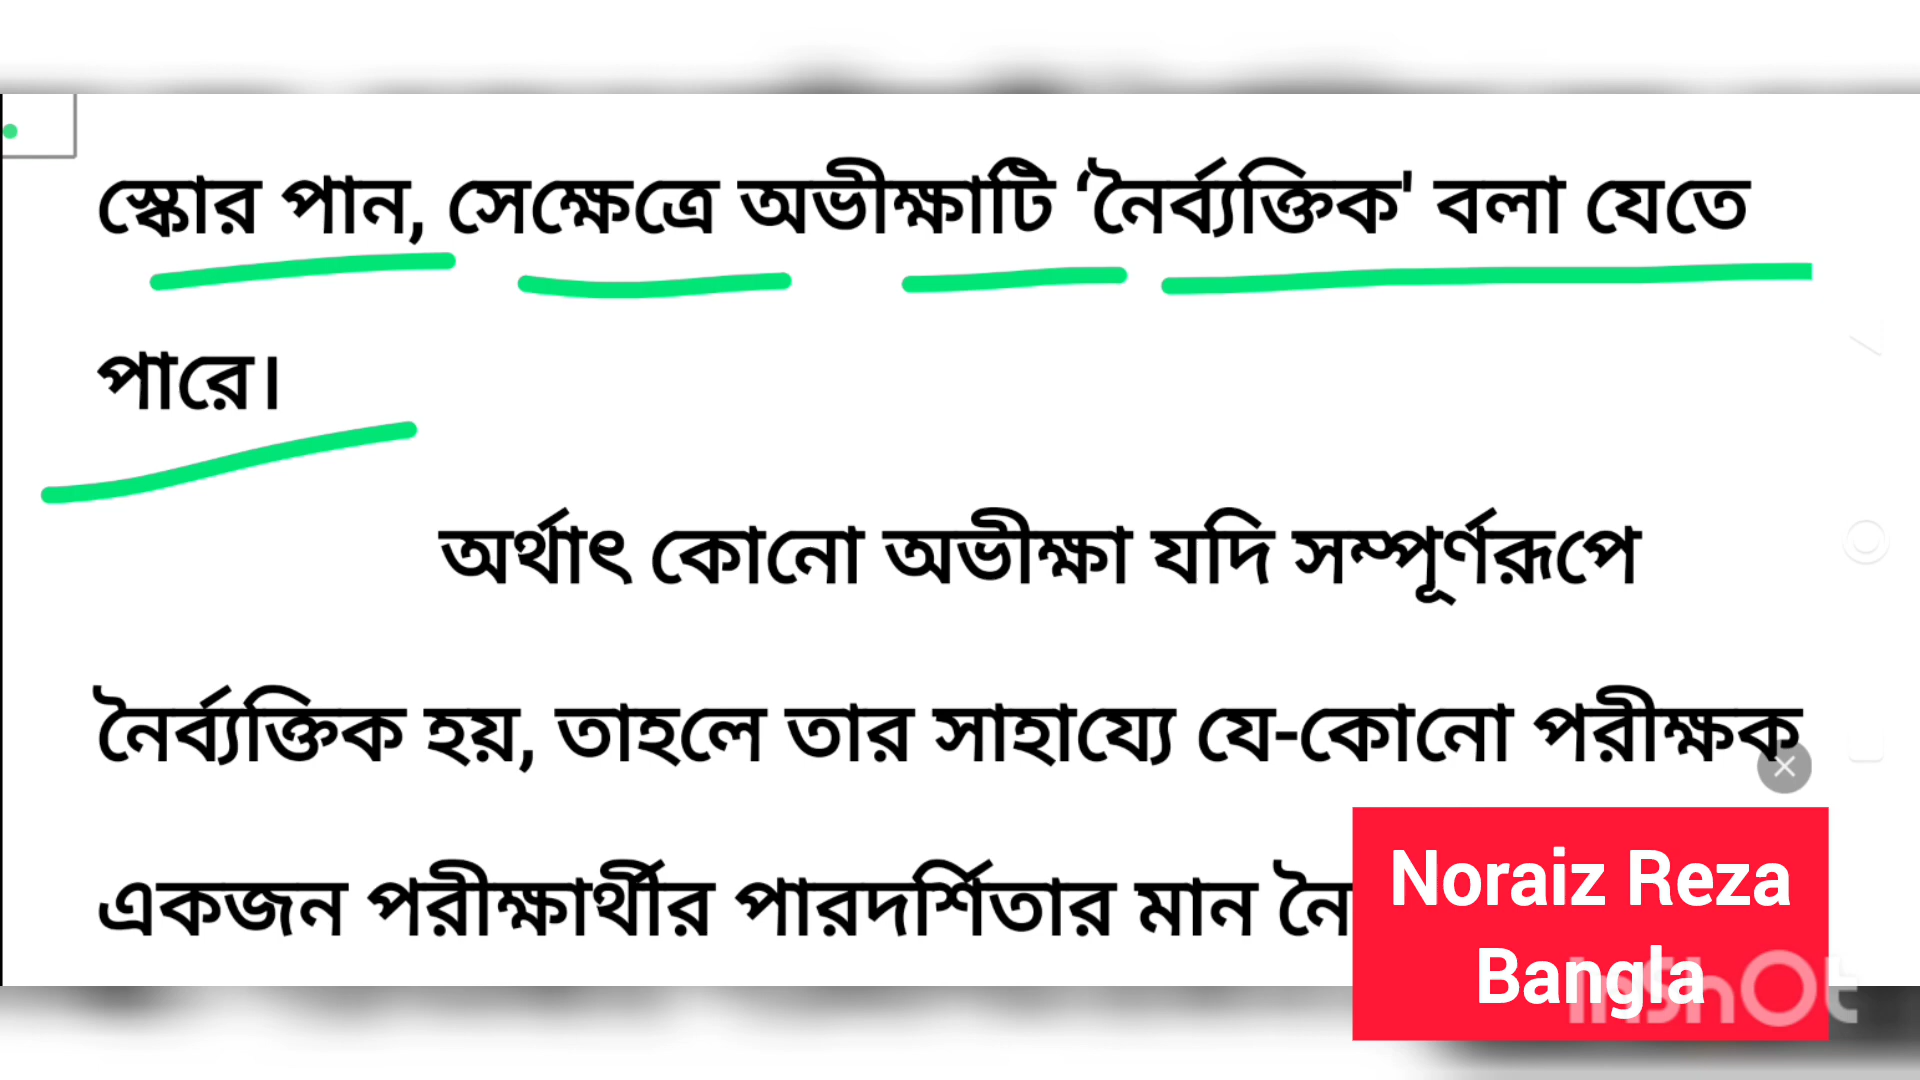 স্কোর পান, সেক্ষেত্রে অভীক্ষাটি ‘নৈর্ব্যক্তিক' বলা যেতে
পারে।
অর্থাৎ কোনো অভীক্ষা যদি সম্পূর্ণরূপে
নৈর্ব্যক্তিক হয়, তাহলে তার সাহায্যে যে-কোনো পরীক্ষক
একজন পরীক্ষার্থীর পারদর্শিতার মান নৈ
Noraiz Reza
Bangla
InShOt